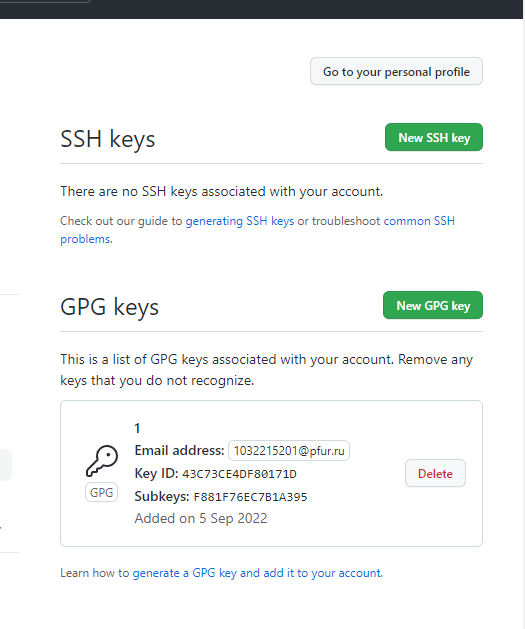 Go to your personal profile
SSH keys
New SSH key
There are no SSH keys associated with your account.
Check out our guide to generating SSH keys or troubleshoot common SSH
problems.
GPG keys
New GPG key
This is a list of GPG keys associated with your account. Remove any
keys that you do not recognize.
1
Email address: 1032215201@pfur.ru
Key ID: 43C73CE4DF80171D
GPG
Subkeys: F881F76EC7B1A395
Added on 5 Sep 2022
Delete
Learn how to generate a GPG key and add it to your account.